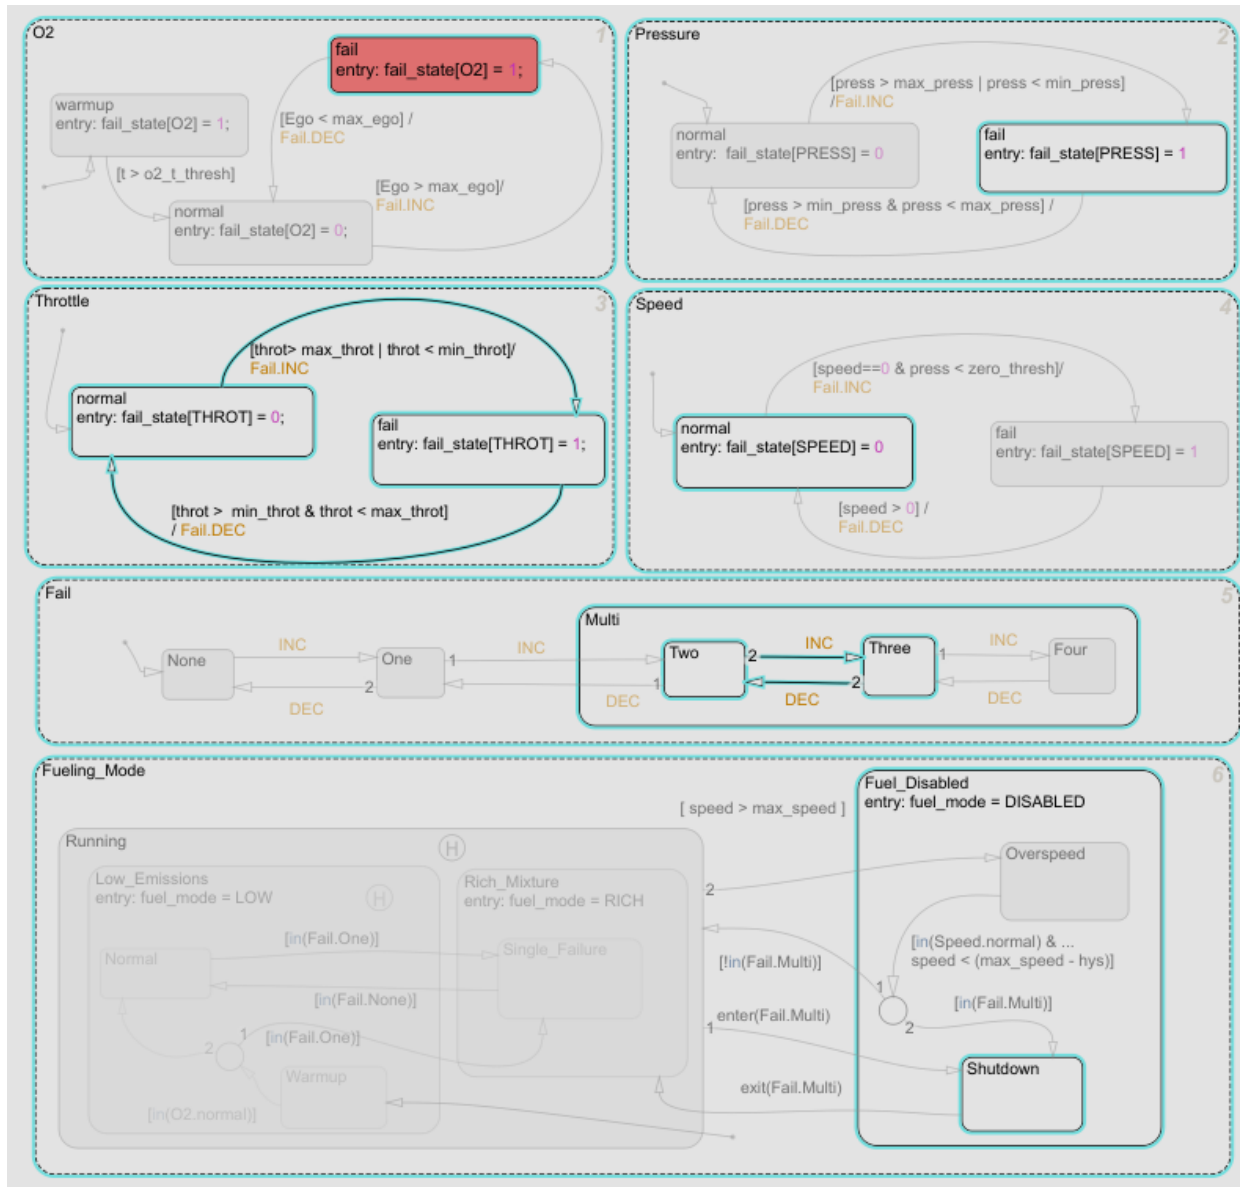 O2
1
fail
entry: fail_state[O2] = 1;
warmup
entry: fail_state[O2] = 1;
[Ego < max_ego] /
Fail.DEC
[t > o2_t_thresh]
[Ego > max_ego]/
Fail.INC
normal
entry: fail_state[O2] = 0;
Pressure
2
[press > max_press | press < min_press]
/Fail.INC
normal
entry:  fail_state[PRESS] = 0
fail
entry: fail_state[PRESS] = 1
[press > min_press & press < max_press] /
Fail.DEC
Throttle
3
[throt> max_throt | throt < min_throt]/
Fail.INC
normal
entry: fail_state[THROT] = 0;
fail
entry: fail_state[THROT] = 1;
[throt >  min_throt & throt < max_throt]
/ Fail.DEC
Speed
4
[speed==0 & press < zero_thresh]/
Fail.INC
normal
entry: fail_state[SPEED] = 0
fail
entry: fail_state[SPEED] = 1
[speed > 0] /
Fail.DEC
Fail
5
None
INC
DEC
One
1
2
INC
DEC
Multi
Two
2
1
INC
DEC
Three
1
2
INC
DEC
Four
Fueling_Mode
6
[ speed > max_speed ]
Running
H
Low_Emissions
entry: fuel_mode = LOW
H
Normal
[in(Fail.One)]
[in(Fail.None)]
1
[in(Fail.One)]
2
Warmup
[in(O2.normal)]
Rich_Mixture
entry: fuel_mode = RICH
Single_Failure
2
[!in(Fail.Multi)]
enter(Fail.Multi)
1
exit(Fail.Multi)
Fuel_Disabled
entry: fuel_mode = DISABLED
Overspeed
[in(Speed.normal) & ...
speed < (max_speed - hys)]
1
2
[in(Fail.Multi)]
Shutdown